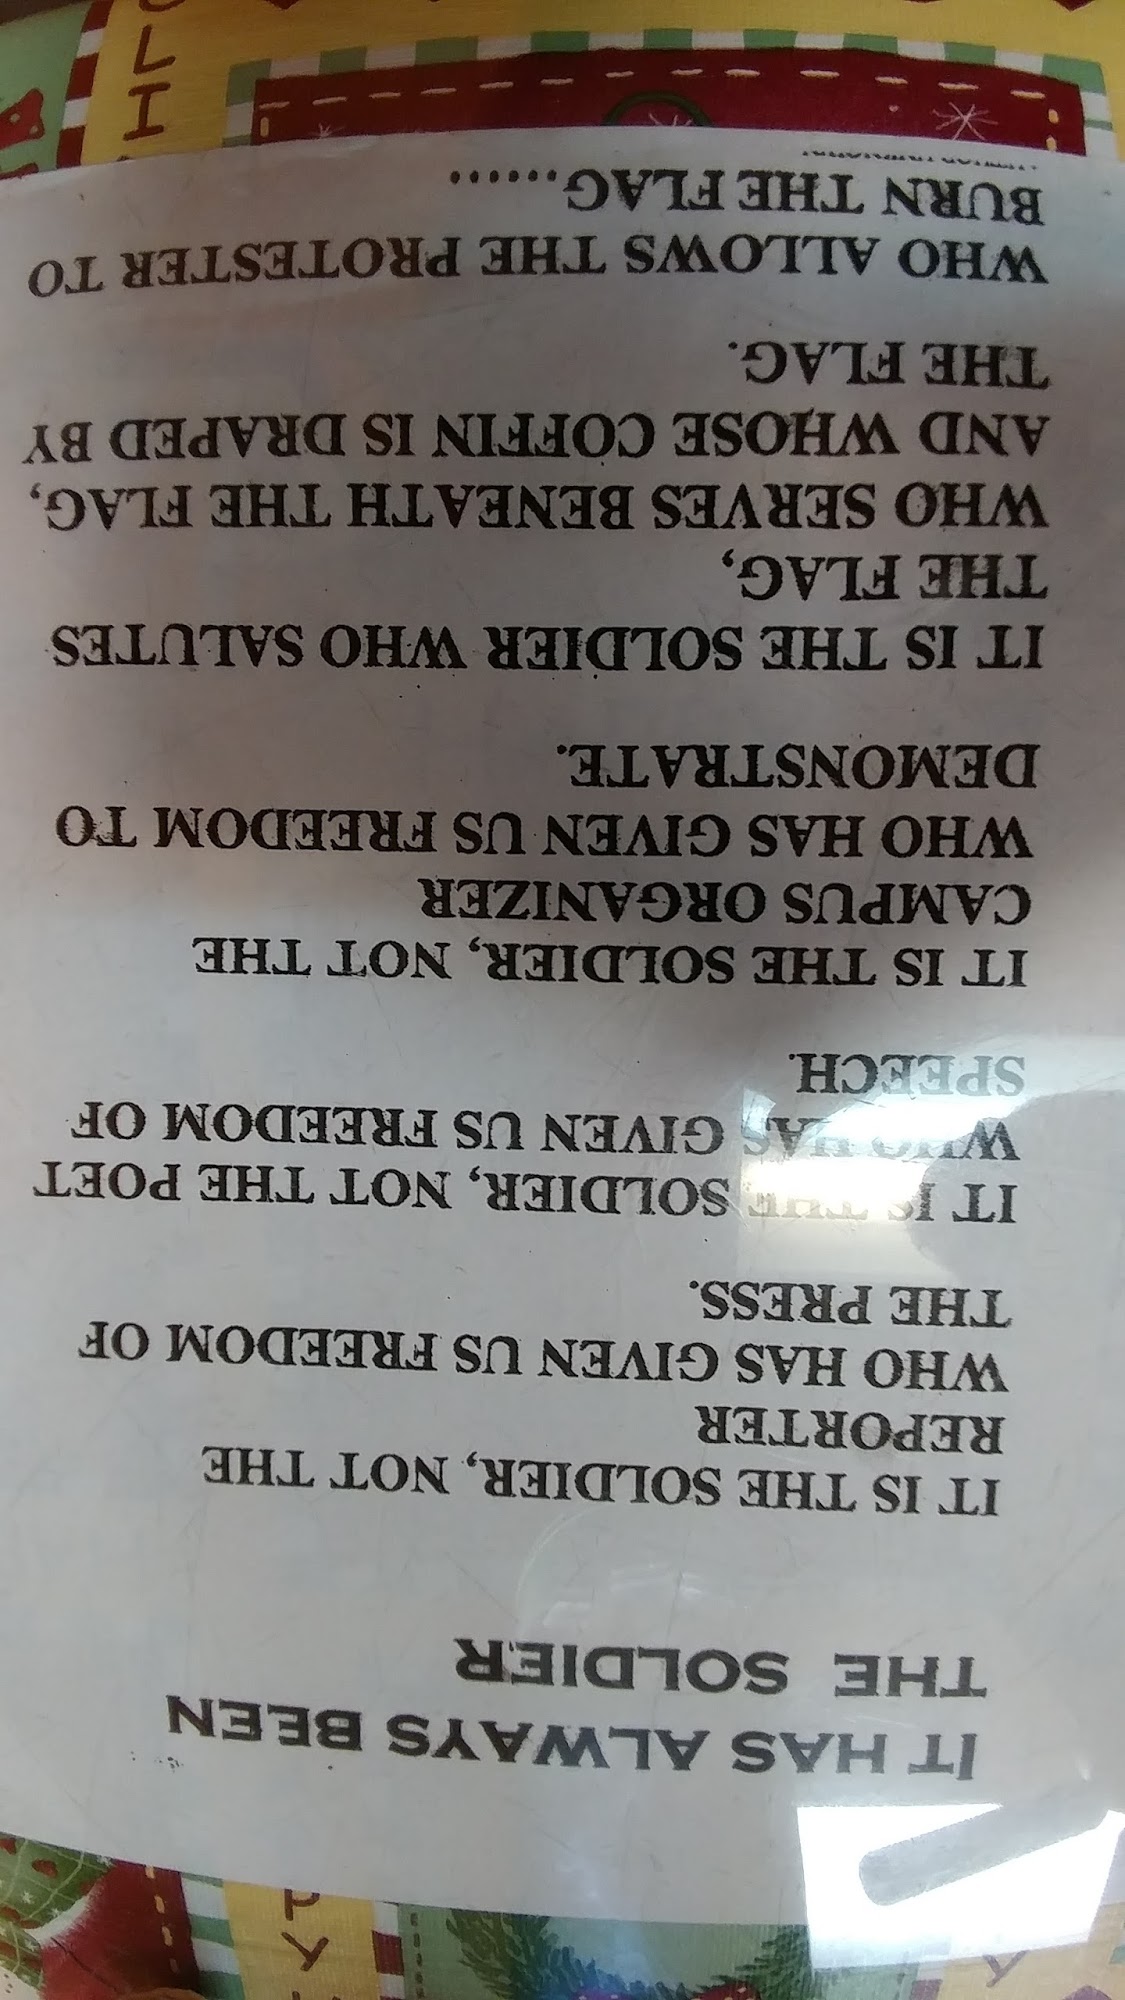 IT HAS ALWAYS BEEN
THE SOLDIER
IT IS THE SOLDIER, NOT THE
REPORTER
WHO HAS GIVEN US FREEDOM OF
THE PRESS.
IT IS THE SOLDIER, NOT THE POET
WHO HAS GIVEN US FREEDOM OF
SPEECH.
IT IS THE SOLDIER, NOT THE
CAMPUS ORGANIZER
WHO HAS GIVEN US FREEDOM TO
DEMONSTRATE.
IT IS THE SOLDIER WHO SALUTES
THE FLAG,
WHO SERVES BENEATH THE FLAG,
AND WHOSE COFFIN IS DRAPED BY
THE FLAG.
WHO ALLOWS THE PROTESTER TO
BURN THE FLAG......